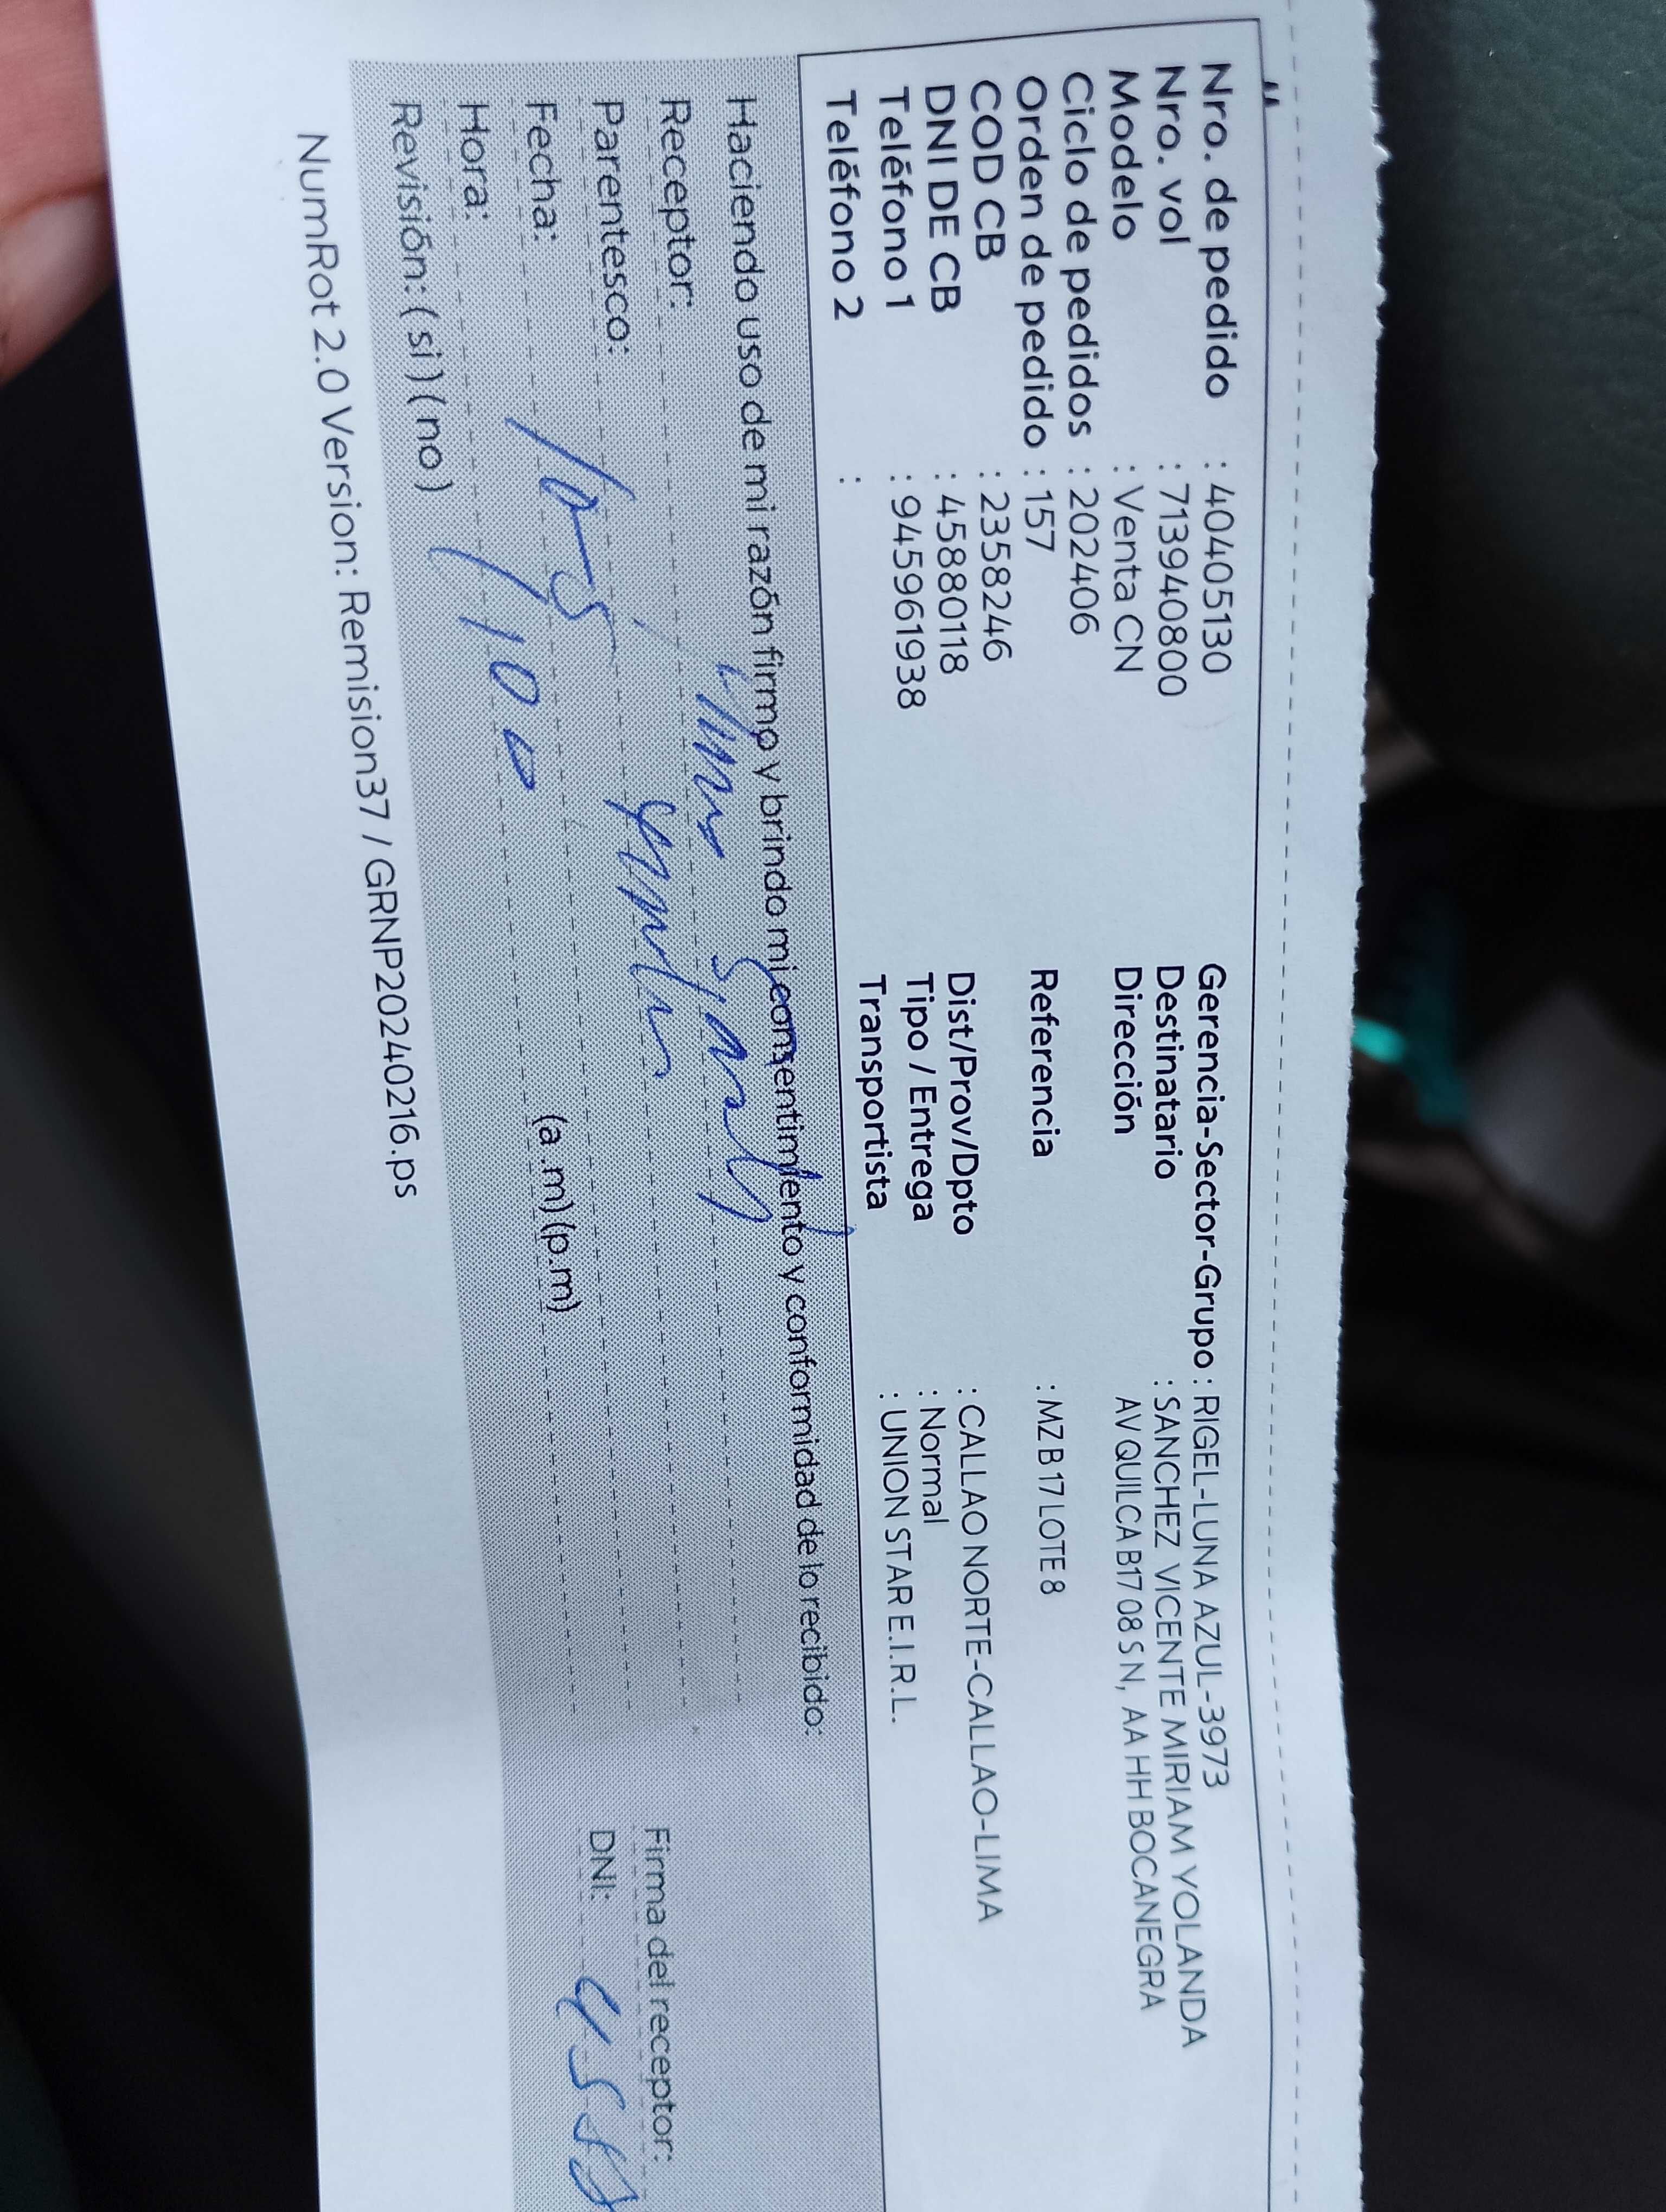 Nro. de pedido : 40405130
Nro. vol : 713940800
Modelo : Venta CN
Ciclo de pedidos : 202406
Orden de pedido : 157
COD CB : 2358246
DNI DE CB : 45880118
Teléfono 1 : 945961938
Teléfono 2 :
Gerencia-Sector-Grupo : RIGEL-LUNA AZUL-3973
Destinatario : SANCHEZ VICENTE MIRIAM YOLANDA
Dirección AV QUILCA B17 08 S N, AA HH BOCANEGRA
Referencia : MZ B 17 LOTE 8
Dist/Prov/Dpto : CALLAO NORTE-CALLAO-LIMA
Tipo / Entrega : Normal
Transportista : UNION STAR E.I.R.L.
Haciendo uso de mi razón firmo y brindo mi consentimiento y conformidad de lo recibido:
Receptor:
Parentesco:
Fecha:
Hora: (a.m)(p.m)
Revisión: ( si ) ( no )
Firma del receptor:
DNI: 458
NumRot 2.0 Version: Remision37 / GRNP20240216.ps